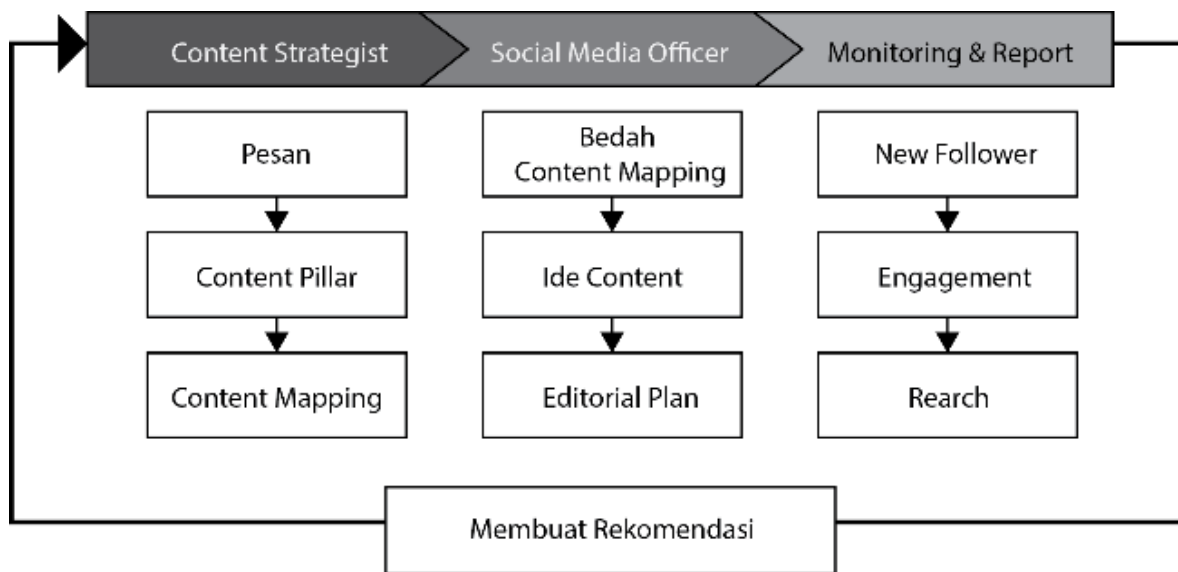 Content Strategist
Social Media Officer
Monitoring & Report
Pesan
Bedah
Content Mapping
New Follower
Content Pillar
Ide Content
Engagement
Content Mapping
Editorial Plan
Rearch
Membuat Rekomendasi